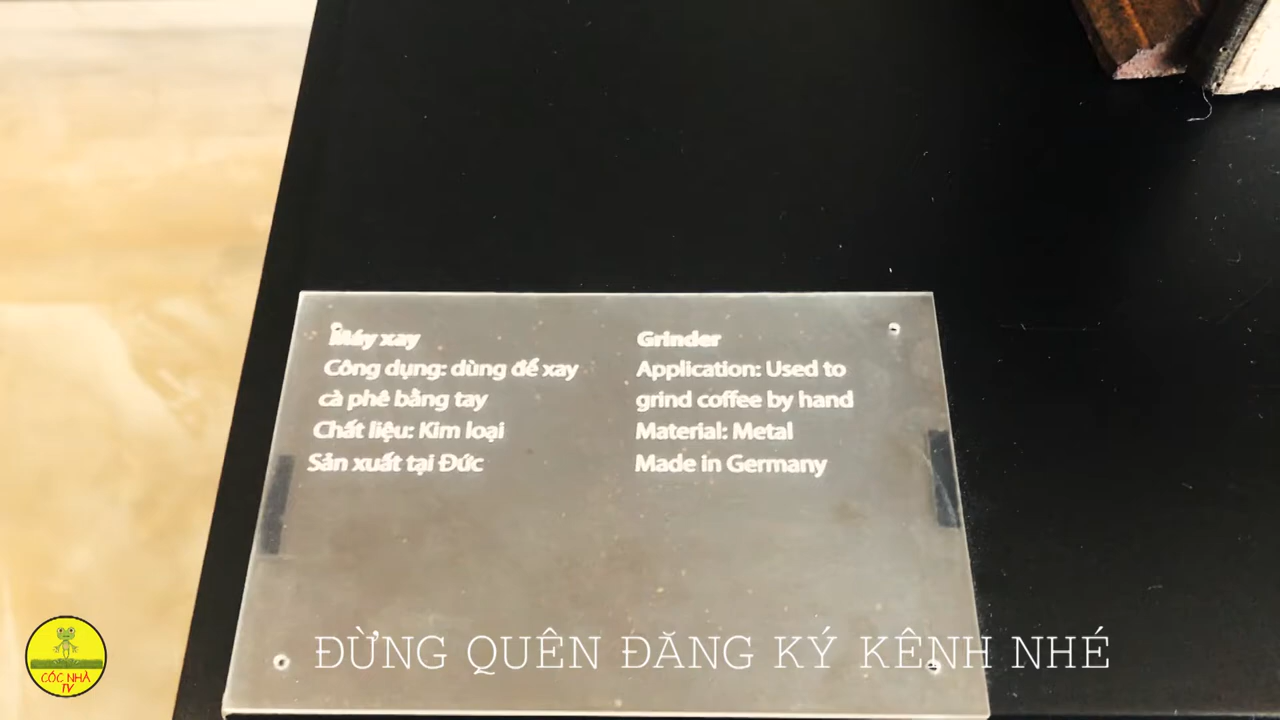 Máy xay
Công dụng: dùng để xay
cà phê bằng tay
Chất liệu: Kim loại
Sản xuất tại Đức
Grinder
Application: Used to
grind coffee by hand
Material: Metal
Made in Germany
ĐỪNG QUÊN ĐĂNG KÝ KÊNH NHÉ
CÓC NHÀ
TV